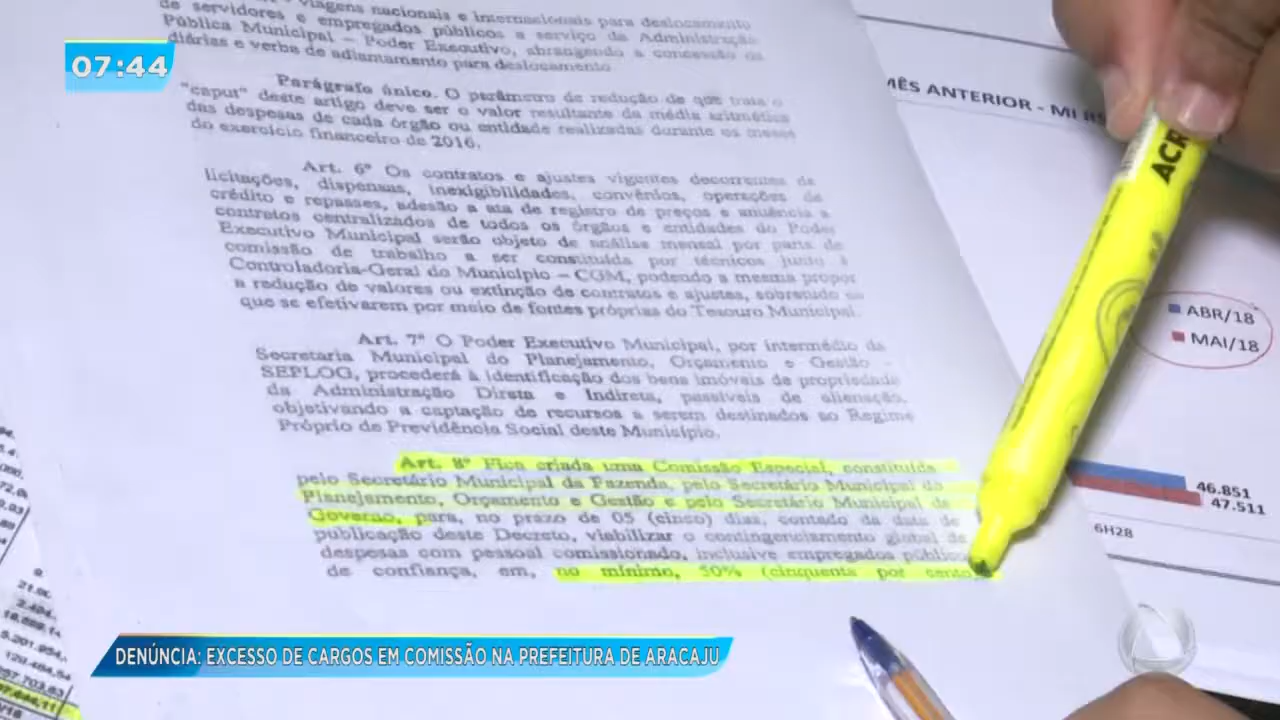 07:44
viagens nacionais e internacionais para deslocamento
de servidores e empregados públicos a serviço da Administração
Pública Municipal – Poder Executivo, abrangendo a concessão de
diárias e verba de adiantamento para deslocamento
Parágrafo único. O parâmetro de redução de que trata o
"caput" deste artigo deve ser o valor resultante da média aritmética
das despesas de cada órgão ou entidade realizadas durante os meses
do exercício financeiro de 2016.
Art. 6º Os contratos e ajustes vigentes decorrentes de
licitações, dispensas, inexigibilidades, convênios, operações de
crédito e repasses, adesão a ata de registro de preços e anuência a
contratos centralizados de todos os órgãos e entidades do Poder
Executivo Municipal serão objeto de análise mensal por parte de
comissão de trabalho a ser constituída por técnicos junto à
Controladoria-Geral do Município – CGM, podendo a mesma propor
a redução de valores ou extinção de contratos e ajustes, sobretudo os
que se efetivarem por meio de fontes próprias do Tesouro Municipal.
Art. 7º O Poder Executivo Municipal, por intermédio da
Secretaria Municipal do Planejamento, Orçamento e Gestão -
SEPLOG, procederá à identificação dos bens imóveis de propriedade
da Administração Direta e Indireta, passíveis de alienação,
objetivando a captação de recursos a serem destinados ao Regime
Próprio de Previdência Social deste Município.
Art. 8º Fica criada uma Comissão Especial, constituída
pelo Secretário Municipal da Fazenda, pelo Secretário Municipal do
Planejamento, Orçamento e Gestão e pelo Secretário Municipal de
Governo, para, no prazo de 05 (cinco) dias, contado da data de
publicação deste Decreto, viabilizar o contingenciamento global de
despesas com pessoal comissionado, inclusive empregados públicos
de confiança, em, no mínimo, 50% (cinquenta por cento)
MÊS ANTERIOR -
ACR
ABR/18
MAI/18
46.851
47.511
6H28
DENÚNCIA: EXCESSO DE CARGOS EM COMISSÃO NA PREFEITURA DE ARACAJU